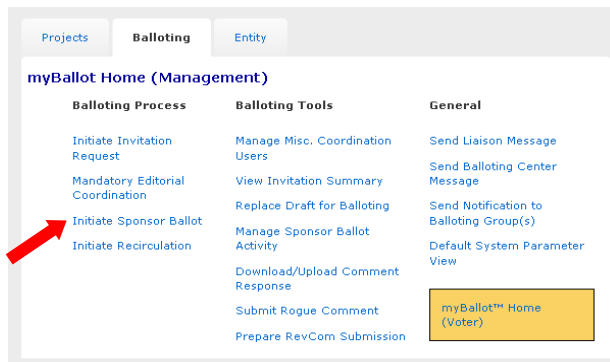 Projects
Balloting
Entity
myBallot Home (Management)
Balloting Process
Initiate Invitation
Request
Mandatory Editorial
Coordination
Initiate Sponsor Ballot
Initiate Recirculation
Balloting Tools
Manage Misc. Coordination
Users
View Invitation Summary
Replace Draft for Balloting
Manage Sponsor Ballot
Activity
Download/Upload Comment
Response
Submit Rogue Comment
Prepare RevCom Submission
General
Send Liaison Message
Send Balloting Center
Message
Send Notification to
Balloting Group(s)
Default System Parameter
View
myBallot™ Home
(Voter)